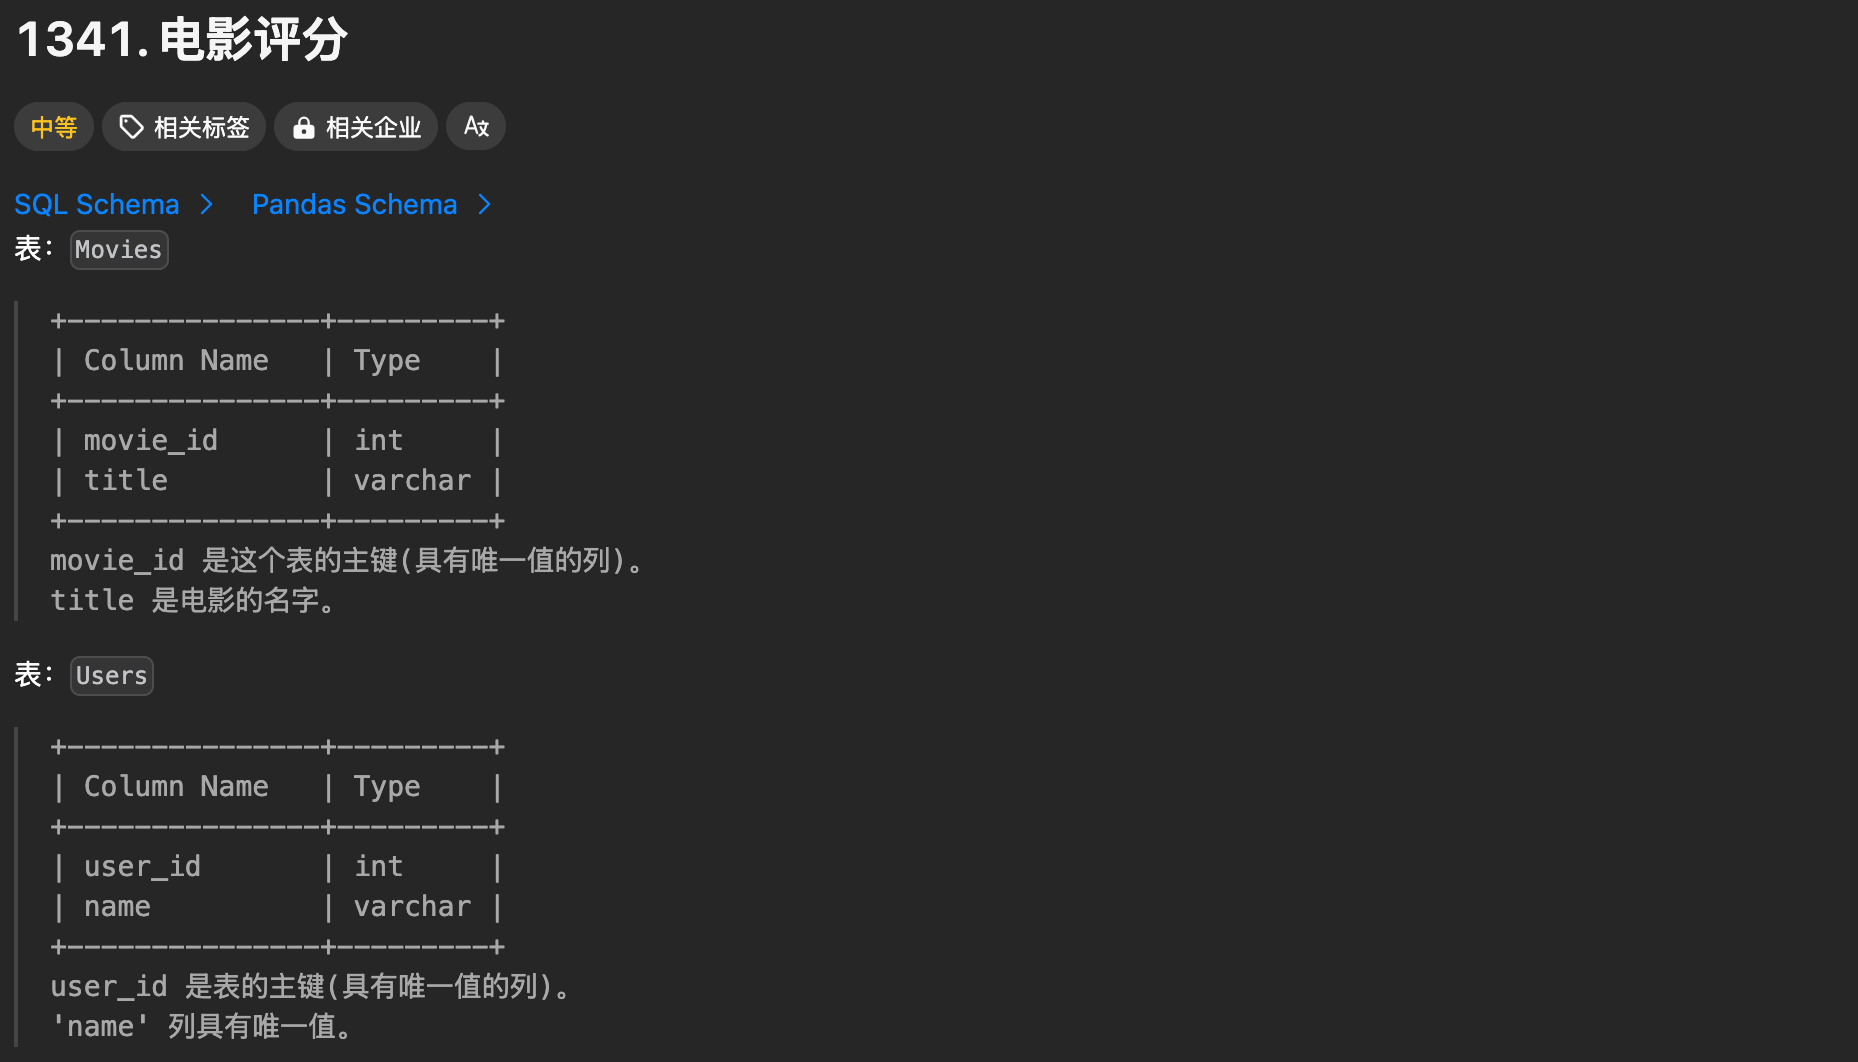 1341. 电影评分
中等 相关标签 相关企业 A文
SQL Schema > Pandas Schema >
表： Movies
+---------------+---------+
| Column Name   | Type    |
+---------------+---------+
| movie_id      | int     |
| title         | varchar |
+---------------+---------+
movie_id 是这个表的主键(具有唯一值的列)。
title 是电影的名字。
表： Users
+---------------+---------+
| Column Name   | Type    |
+---------------+---------+
| user_id       | int     |
| name          | varchar |
+---------------+---------+
user_id 是表的主键(具有唯一值的列)。
'name' 列具有唯一值。